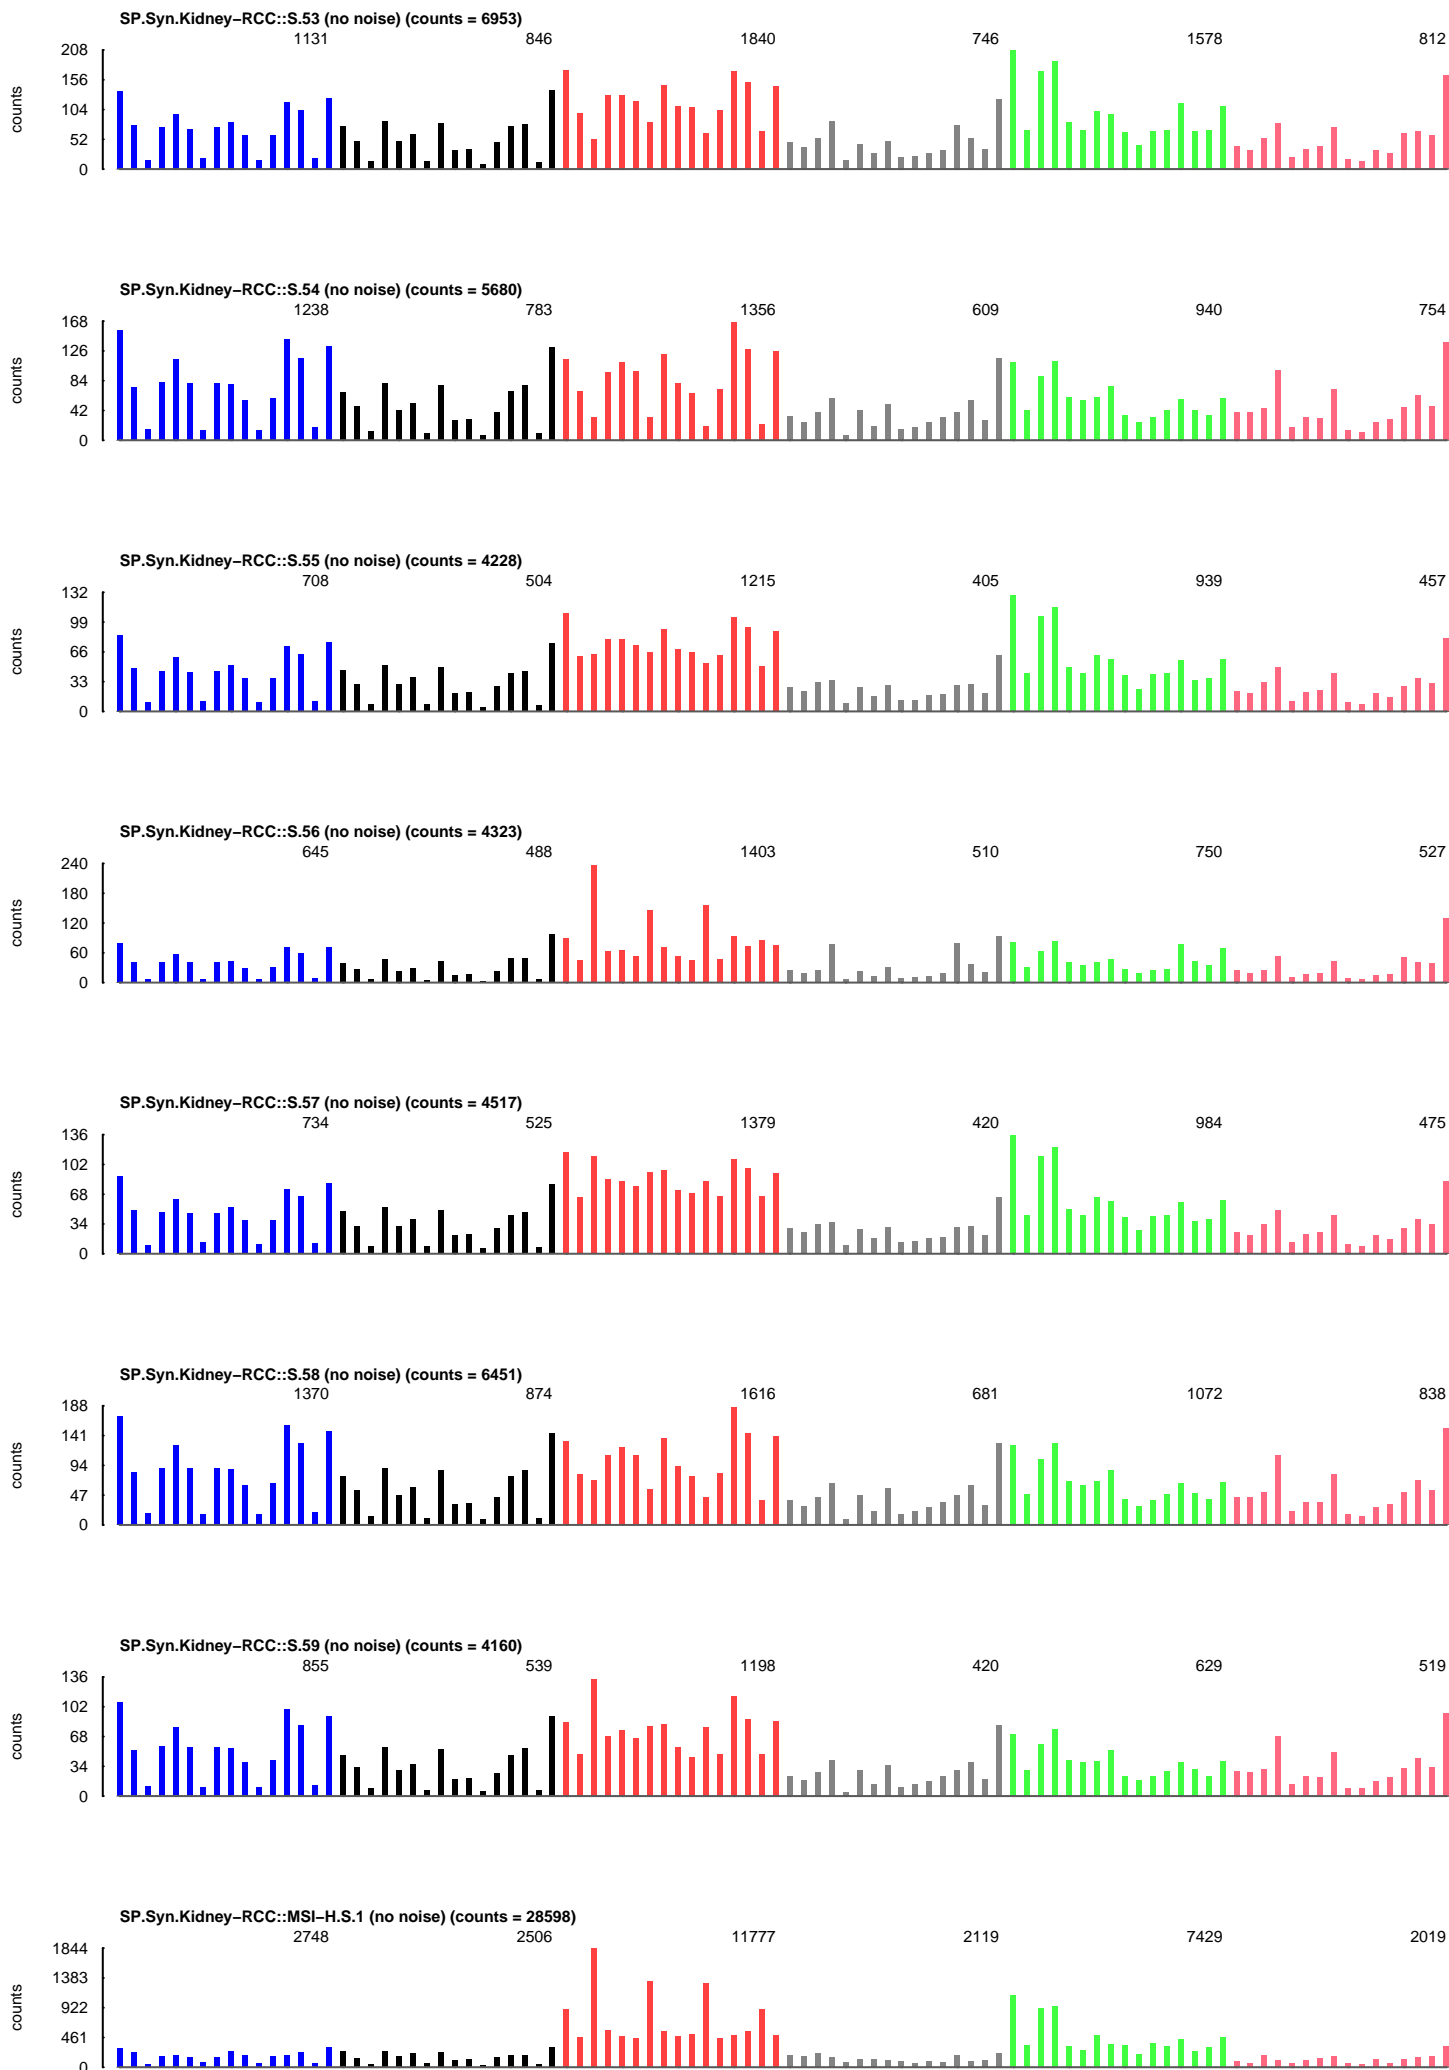 SP.Syn.Kidney−RCC::S.53 (no noise) (counts = 6953)
1131 846 1840 746 1578 812
208
156
104
52
0
counts
SP.Syn.Kidney−RCC::S.54 (no noise) (counts = 5680)
1238 783 1356 609 940 754
168
126
84
42
0
counts
SP.Syn.Kidney−RCC::S.55 (no noise) (counts = 4228)
708 504 1215 405 939 457
132
99
66
33
0
counts
SP.Syn.Kidney−RCC::S.56 (no noise) (counts = 4323)
645 488 1403 510 750 527
240
180
120
60
0
counts
SP.Syn.Kidney−RCC::S.57 (no noise) (counts = 4517)
734 525 1379 420 984 475
136
102
68
34
0
counts
SP.Syn.Kidney−RCC::S.58 (no noise) (counts = 6451)
1370 874 1616 681 1072 838
188
141
94
47
0
counts
SP.Syn.Kidney−RCC::S.59 (no noise) (counts = 4160)
855 539 1198 420 629 519
136
102
68
34
0
counts
SP.Syn.Kidney−RCC::MSI−H.S.1 (no noise) (counts = 28598)
2748 2506 11777 2119 7429 2019
1844
1383
922
461
0
counts